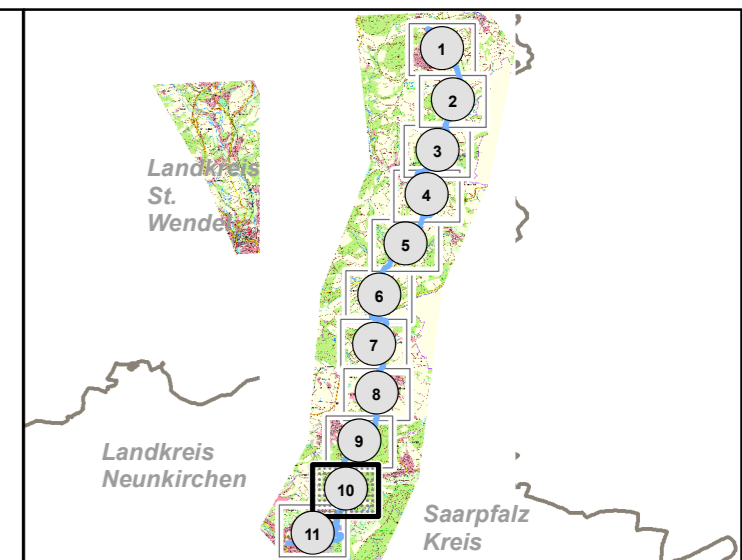 1
2
3
Landkreis
St.
Wendel
4
5
6
7
8
9
Landkreis
Neunkirchen
10
Saarpfalz
Kreis
11